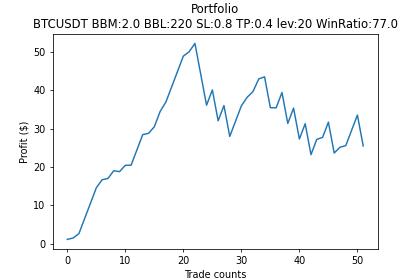 Portfolio
BTCUSDT BBM:2.0 BBL:220 SL:0.8 TP:0.4 lev:20 WinRatio:77.0
50
40
30
20
10
0
Profit ($)
0 10 20 30 40 50
Trade counts